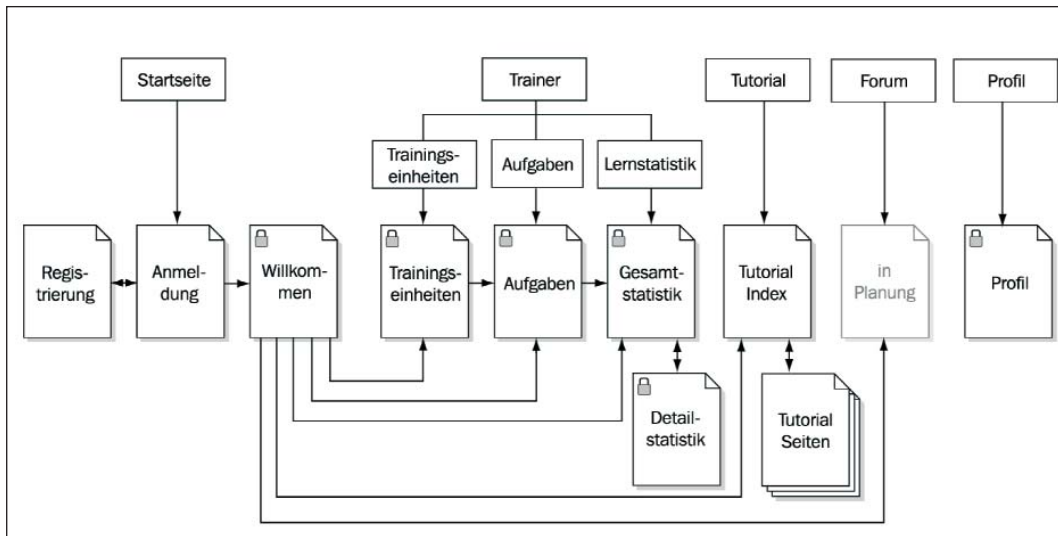 Startseite
Trainer
Tutorial
Forum
Profil
Trainings-
einheiten
Aufgaben
Lernstatistik
Regis-
trierung
Anmel-
dung
Willkom-
men
Trainings-
einheiten
Aufgaben
Gesamt-
statistik
Tutorial
Index
in
Planung
Profil
Detail-
statistik
Tutorial
Seiten